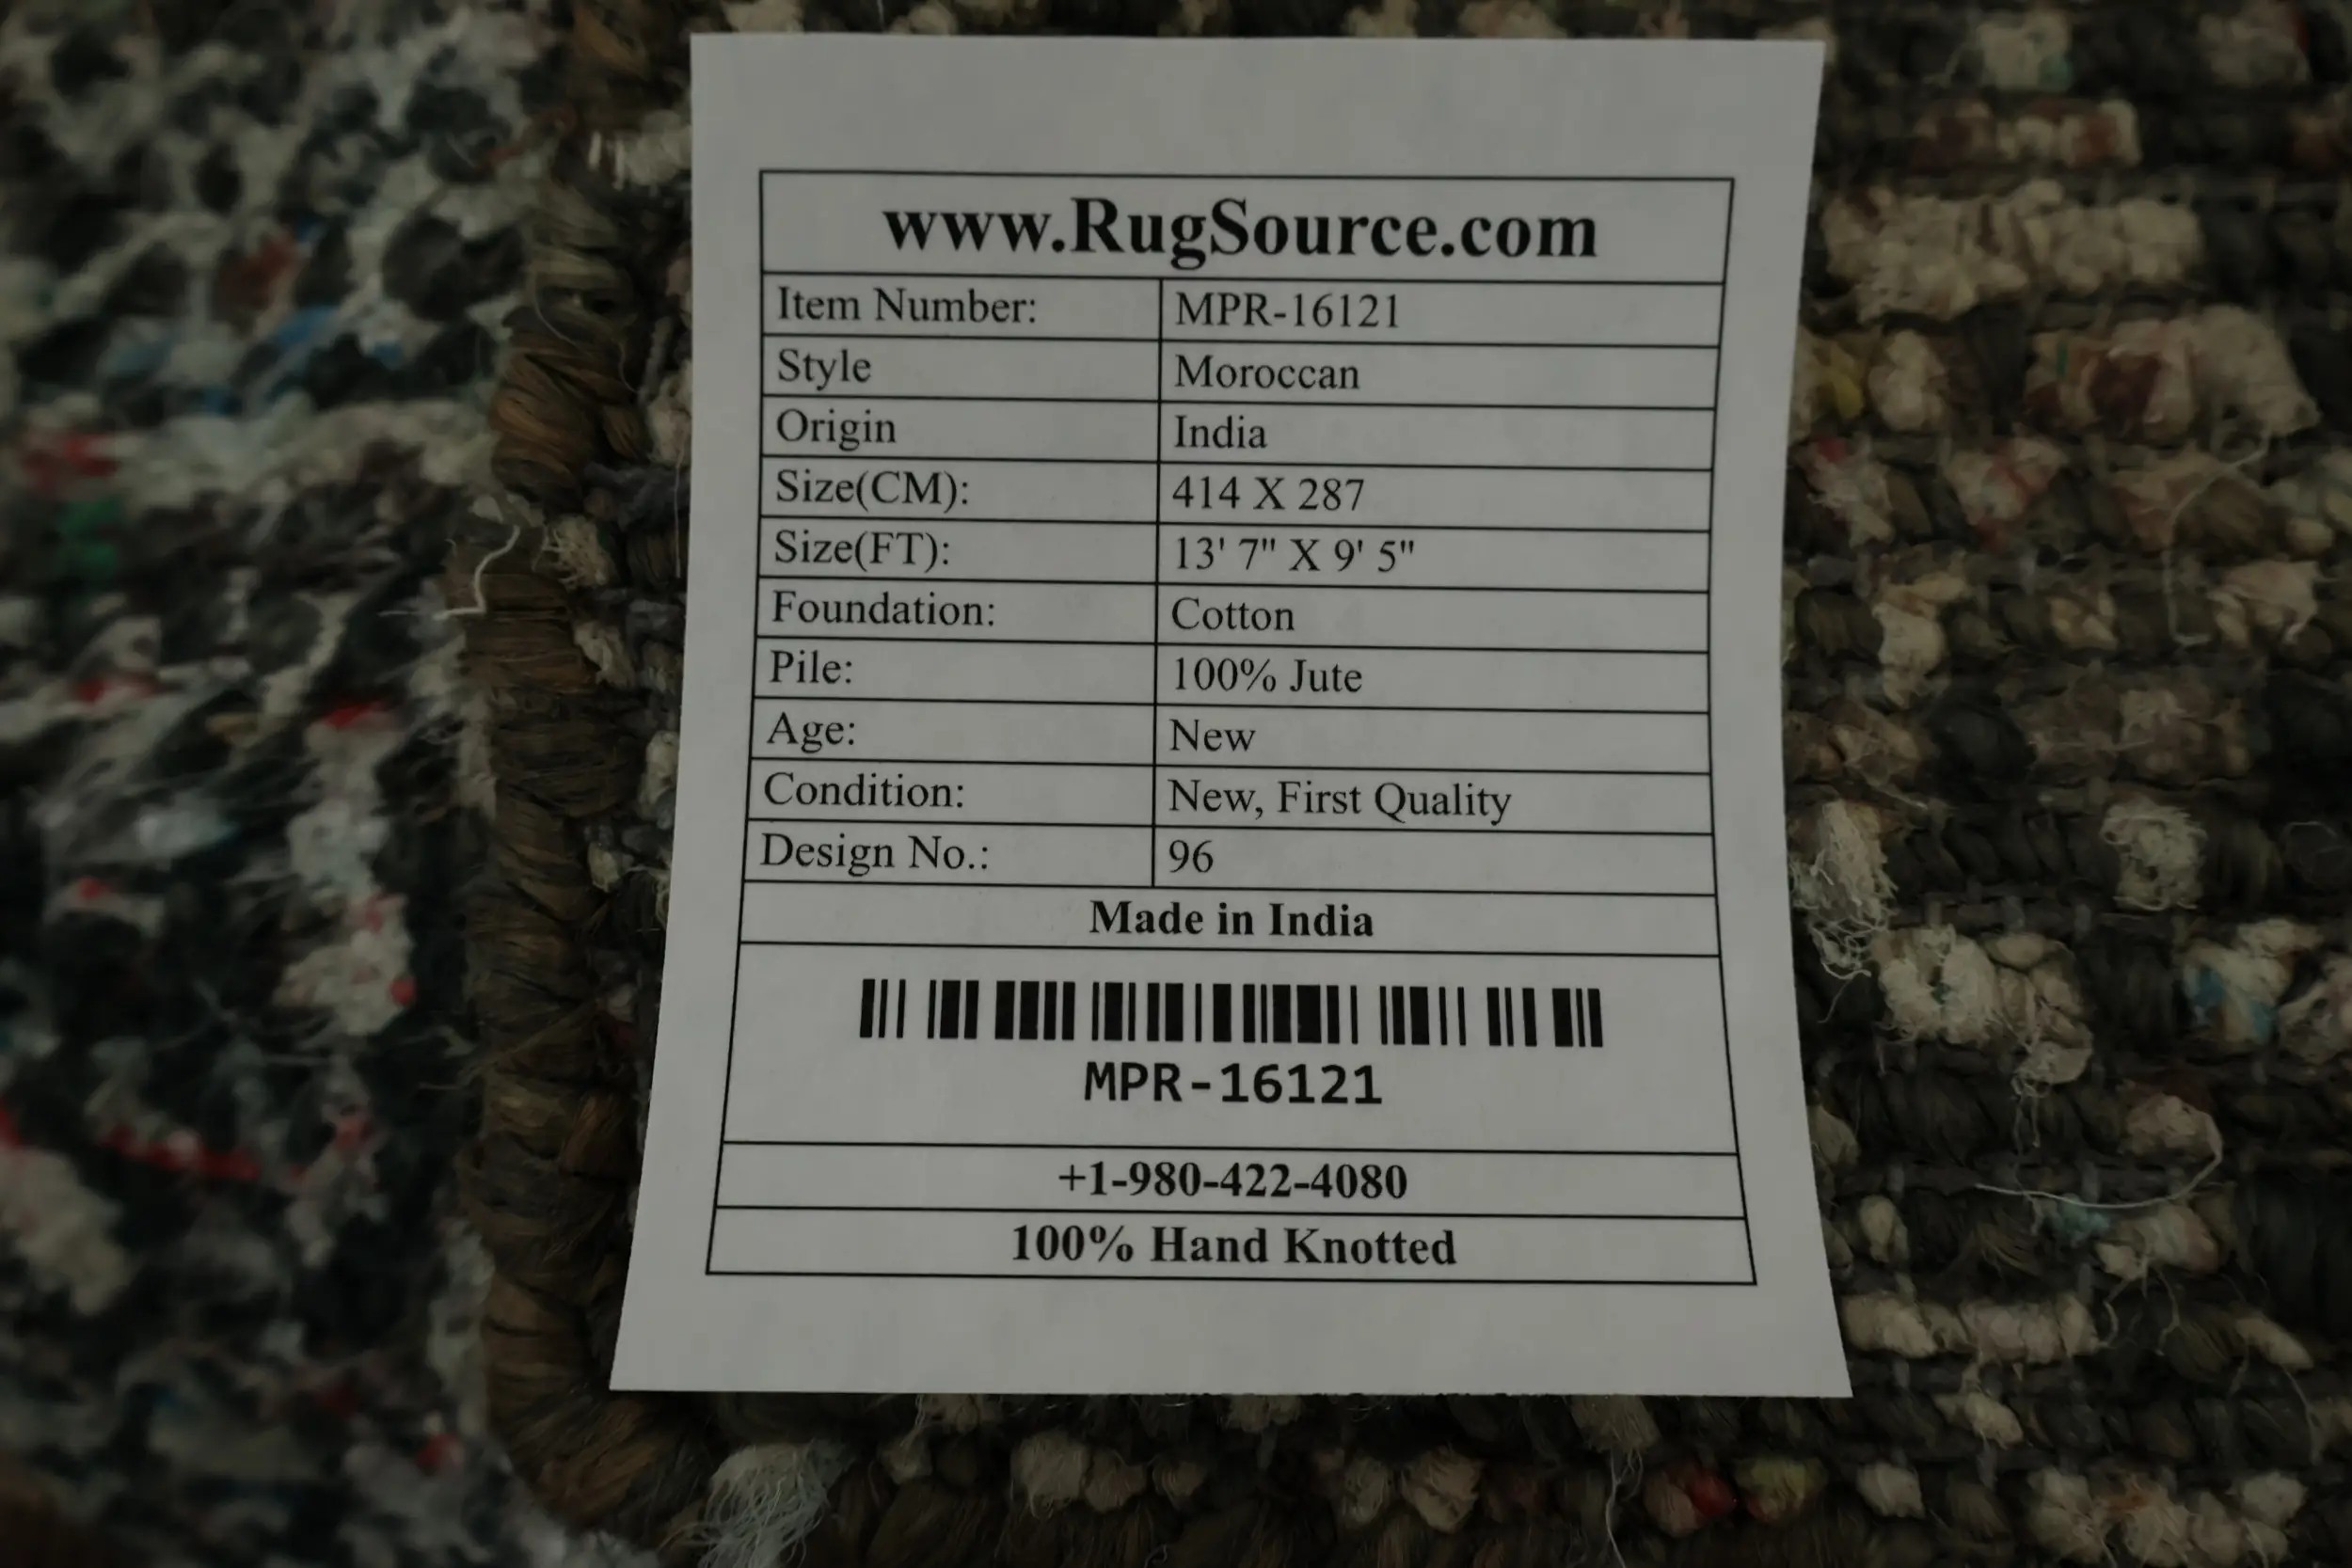 www.RugSource.com
Item Number: MPR-16121
Style Moroccan
Origin India
Size(CM): 414 X 287
Size(FT): 13' 7" X 9' 5"
Foundation: Cotton
Pile: 100% Jute
Age: New
Condition: New, First Quality
Design No.: 96
Made in India
MPR-16121
+1-980-422-4080
100% Hand Knotted